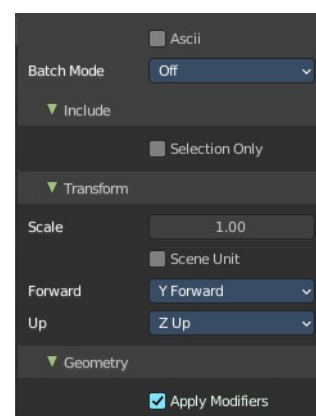 Ascii
Batch Mode Off
Include
Selection Only
Transform
Scale 1.00
Scene Unit
Forward Y Forward
Up Z Up
Geometry
Apply Modifiers